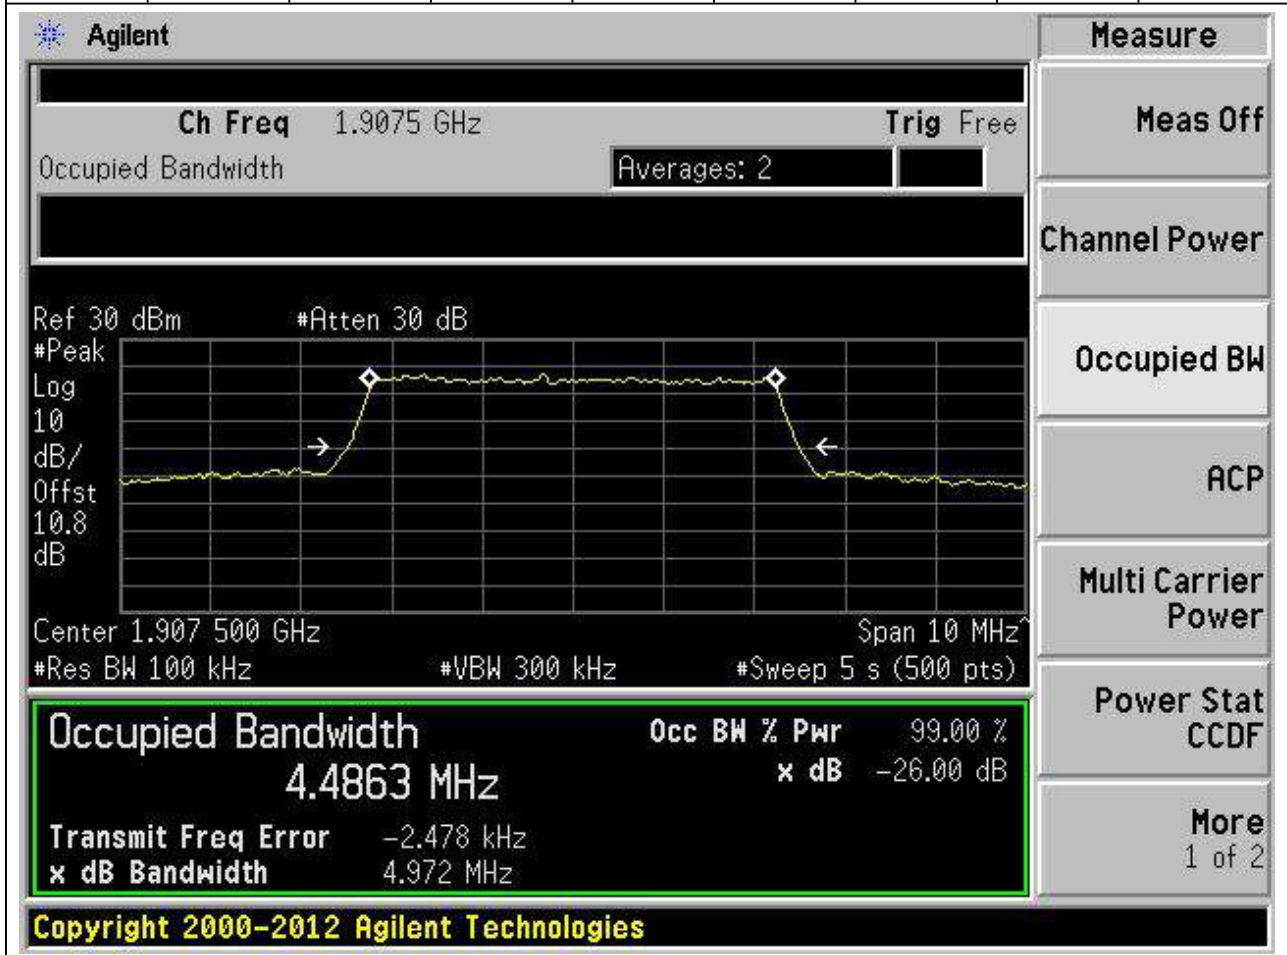 Agilent
Measure
Ch Freq 1.9075 GHz Trig Free
Meas Off
Occupied Bandwidth Averages: 2
Channel Power
Ref 30 dBm #Atten 30 dB
#Peak
Log
10
dB/
Offst
10.8
dB
Occupied BW
ACP
Center 1.907 500 GHz Span 10 MHz^
#Res BW 100 kHz #VBW 300 kHz #Sweep 5 s (500 pts)
Multi Carrier
Power
Occupied Bandwidth Occ BW % Pwr 99.00 %
4.4863 MHz x dB -26.00 dB
Transmit Freq Error -2.478 kHz
x dB Bandwidth 4.972 MHz
Power Stat
CCDF
More
1 of 2
Copyright 2000-2012 Agilent Technologies